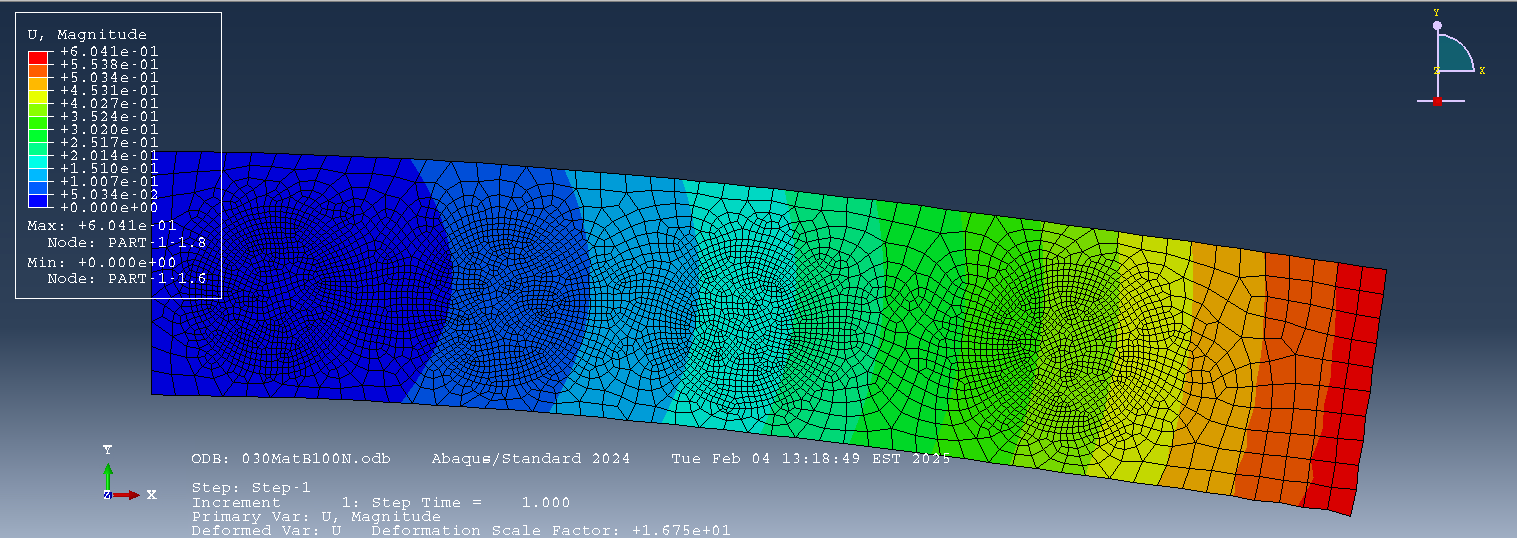 U, Magnitude
+6.041e-01
+5.538e-01
+5.034e-01
+4.531e-01
+4.027e-01
+3.524e-01
+3.020e-01
+2.517e-01
+2.014e-01
+1.510e-01
+1.007e-01
+5.034e-02
+0.000e+00
Max: +6.041e-01
Node: PART-1-1.8
Min: +0.000e+00
Node: PART-1-1.6
Y
Z X
Y
Z X
ODB: 030MatB100N.odb Abaqus/Standard 2024 Tue Feb 04 13:18:49 EST 2025
Step: Step-1
Increment 1: Step Time = 1.000
Primary Var: U, Magnitude
Deformed Var: U Deformation Scale Factor: +1.675e+01